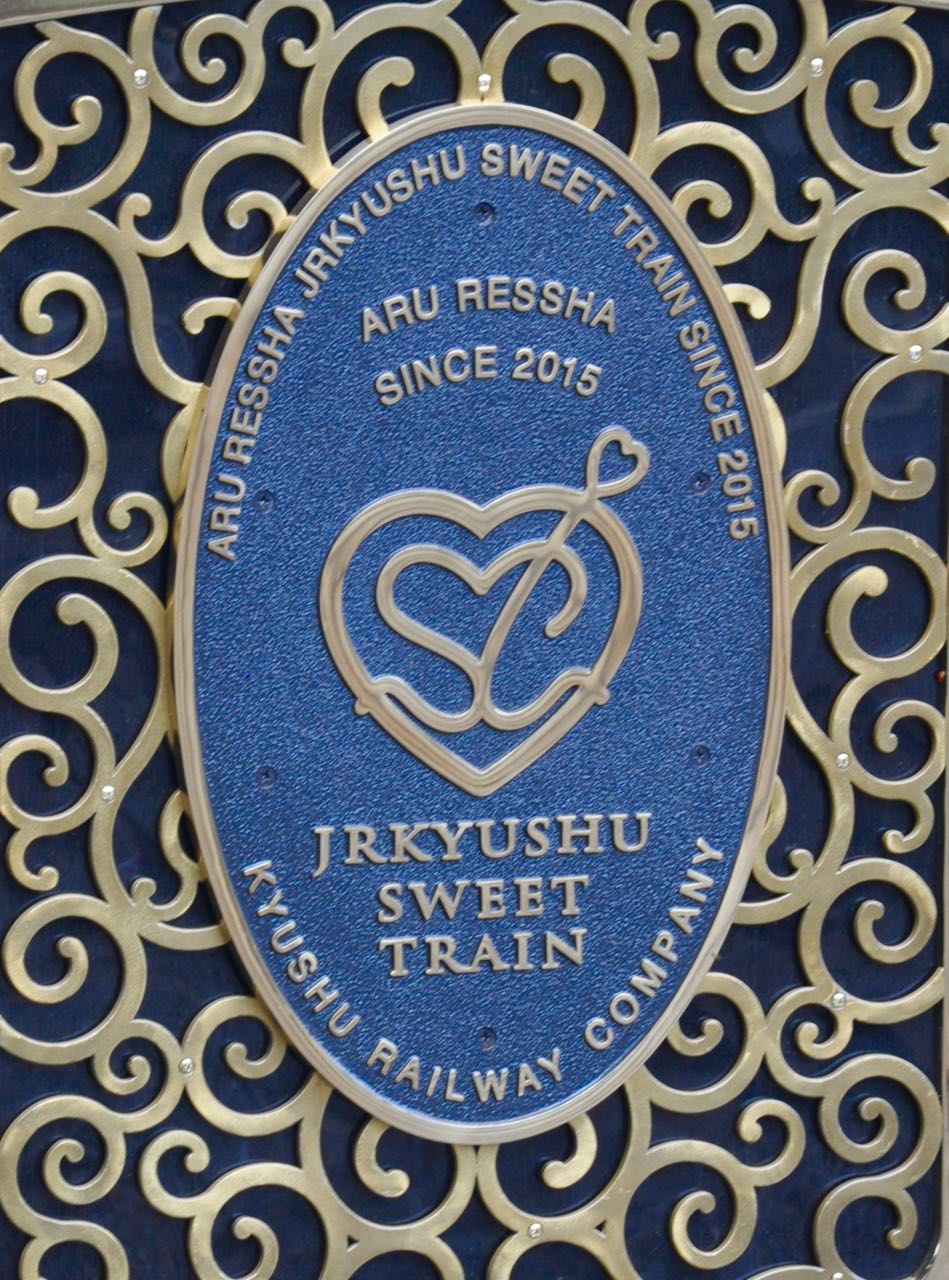 ARU RESSHA JRKYUSHU SWEET TRAIN SINCE 2015
ARU RESSHA
SINCE 2015
JRKYUSHU
SWEET
TRAIN
KYUSHU RAILWAY COMPANY